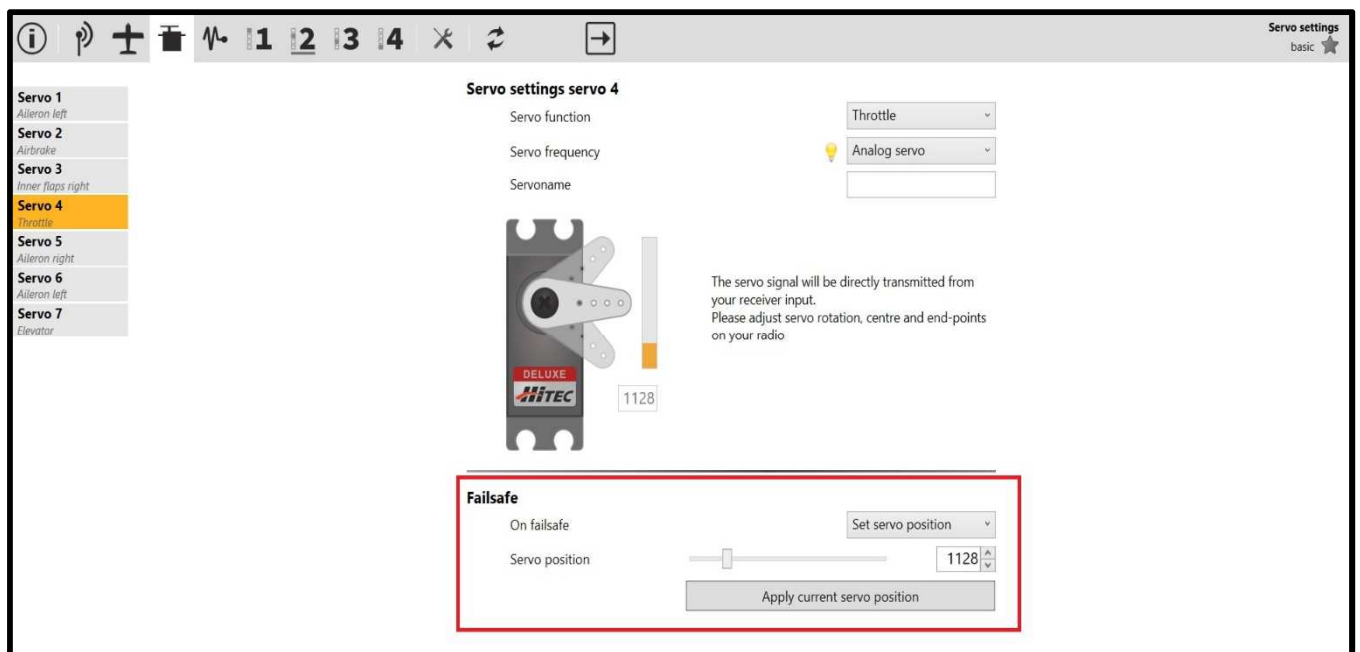 1 2 3 4
Servo settings
basic
Servo 1
Aileron left
Servo 2
Airbrake
Servo 3
Inner flaps right
Servo 4
Throttle
Servo 5
Aileron right
Servo 6
Aileron left
Servo 7
Elevator
Servo settings servo 4
Servo function Throttle
Servo frequency Analog servo
Servoname
The servo signal will be directly transmitted from
your receiver input.
Please adjust servo rotation, centre and end-points
on your radio
DELUXE
HiTEC
1128
Failsafe
On failsafe Set servo position
Servo position 1128
Apply current servo position